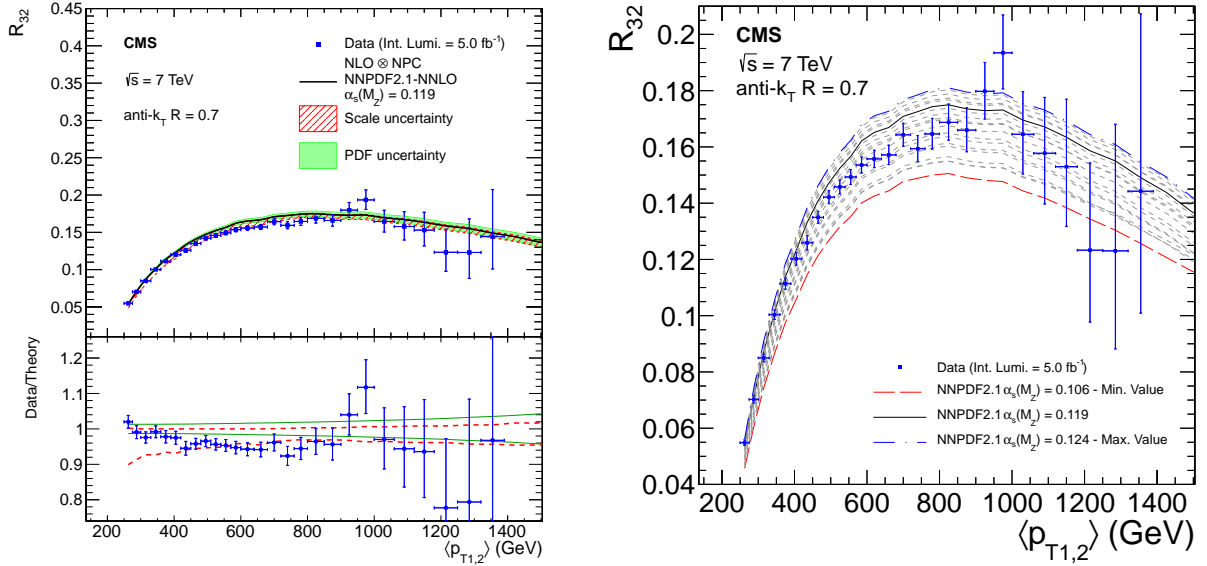 R32
0.45
0.4
0.35
0.3
0.25
0.2
0.15
0.1
0.05
CMS
√s = 7 TeV
anti-kT R = 0.7
Data (Int. Lumi. = 5.0 fb⁻¹)
NLO ⊗ NPC
NNPDF2.1-NNLO
αs(MZ) = 0.119
Scale uncertainty
PDF uncertainty
Data/Theory
1.2
1.1
1
0.9
0.8
200 400 600 800 1000 1200 1400
⟨pT1,2⟩ (GeV)
R32
0.2
0.18
0.16
0.14
0.12
0.1
0.08
0.06
0.04
CMS
√s = 7 TeV
anti-kT R = 0.7
Data (Int. Lumi. = 5.0 fb⁻¹)
NNPDF2.1 αs(MZ) = 0.106 - Min. Value
NNPDF2.1 αs(MZ) = 0.119
NNPDF2.1 αs(MZ) = 0.124 - Max. Value
200 400 600 800 1000 1200 1400
⟨pT1,2⟩ (GeV)